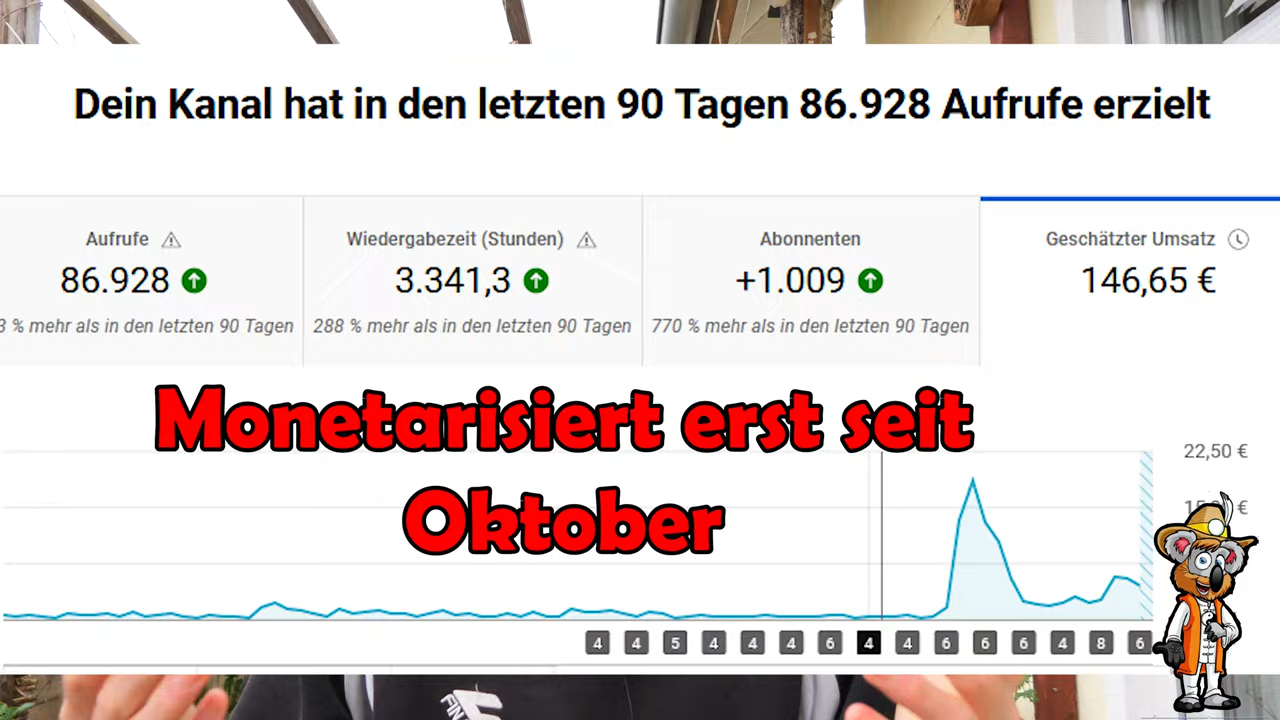 Dein Kanal hat in den letzten 90 Tagen 86.928 Aufrufe erzielt
Aufrufe
86.928
3 % mehr als in den letzten 90 Tagen
Wiedergabezeit (Stunden)
3.341,3
288 % mehr als in den letzten 90 Tagen
Abonnenten
+1.009
770 % mehr als in den letzten 90 Tagen
Geschätzter Umsatz
146,65 €
Monetarisiert erst seit
Oktober
22,50 €
€
4 4 5 4 4 4 6 4 4 6 6 6 4 8 6
FIN